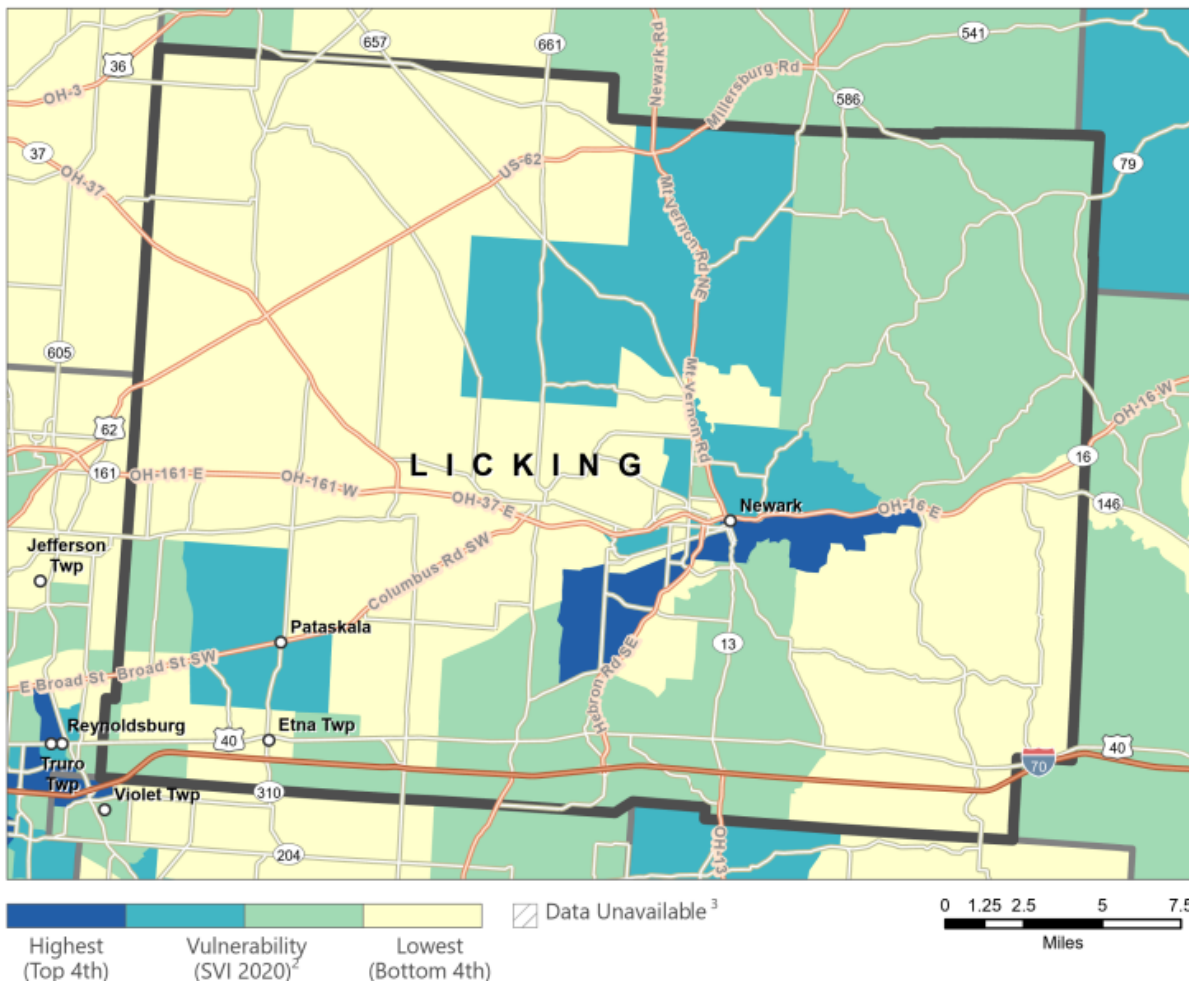 657
661
541
36
OH-3
Newark Rd
Millersburg Rd
586
37
OH-37
US-62
79
Mt Vernon Rd NE
605
Mt Vernon Rd
OH-16 W
62
LICKING
161
OH-161 E
OH-161 W
OH-37 E
16
146
Newark
OH-16 E
Jefferson
Twp
Columbus Rd SW
Pataskala
13
E Broad St
Broad St SW
Hebron Rd SE
Reynoldsburg
Etna Twp
40
40
Truro
Twp
70
Violet Twp
310
204
OH-13
Highest
(Top 4th)
Vulnerability
(SVI 2020)2
Lowest
(Bottom 4th)
Data Unavailable 3
0 1.25 2.5 5 7.5
Miles